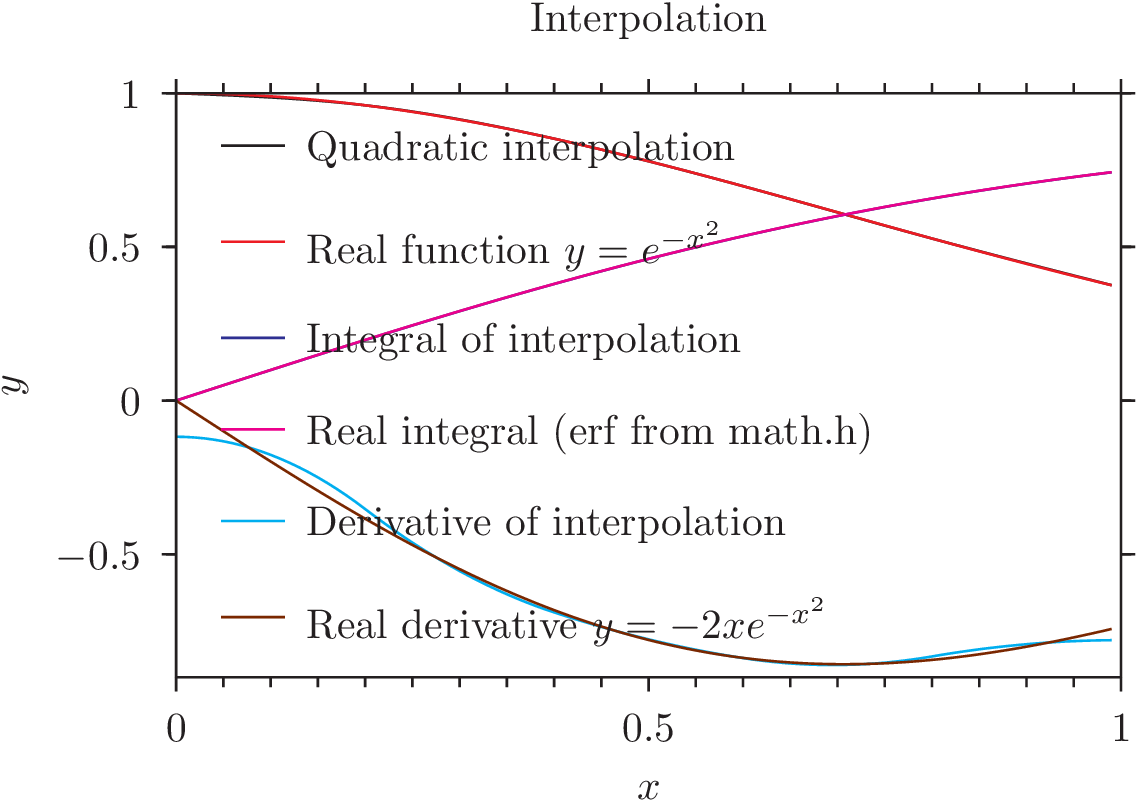 Interpolation
1
Quadratic interpolation
0.5
Real function y = e^{-x^2}
Integral of interpolation
y
0
Real integral (erf from math.h)
Derivative of interpolation
−0.5
Real derivative y = −2xe^{−x^2}
0 0.5 1
x